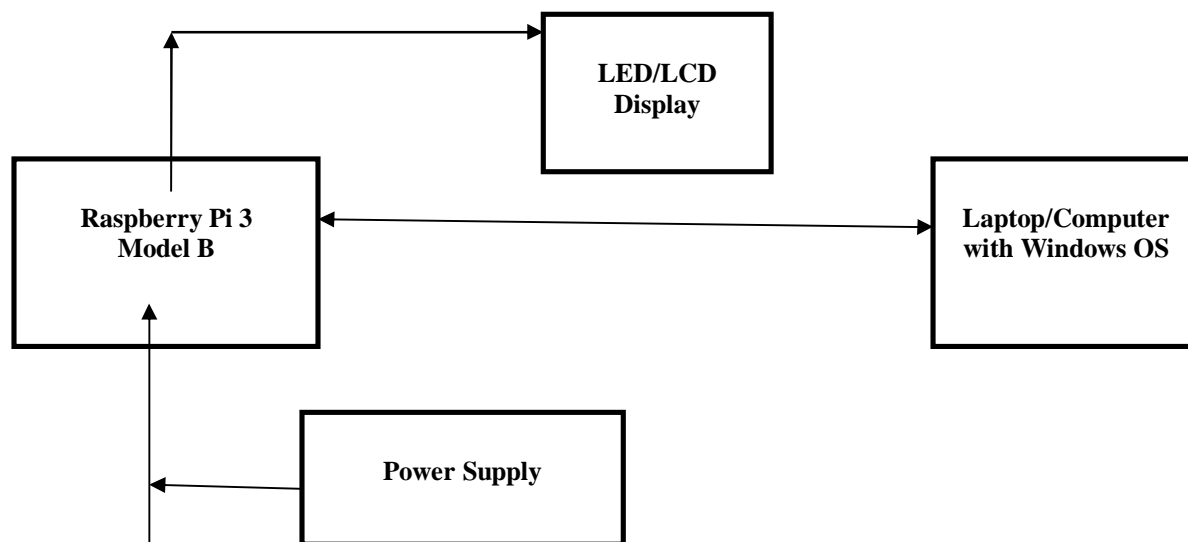 LED/LCD
Display
Raspberry Pi 3
Model B
Laptop/Computer
with Windows OS
Power Supply